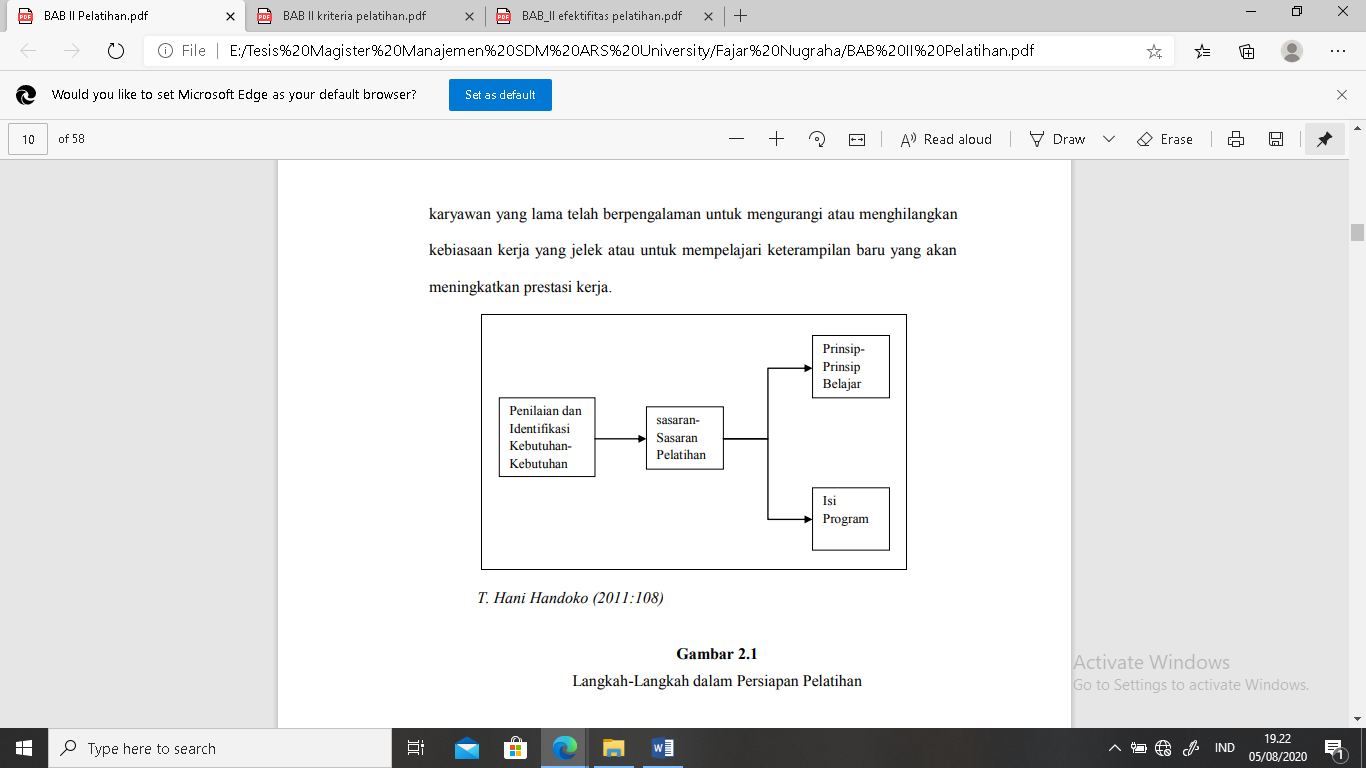 BAB II Pelatihan.pdf
BAB II kriteria pelatihan.pdf
BAB_II efektifitas pelatihan.pdf
File
E:/Tesis%20Magister%20Manajemen%20SDM%20ARS%20University/Fajar%20Nugraha/BAB%20II%20Pelatihan.pdf
Would you like to set Microsoft Edge as your default browser?
Set as default
10 of 58
Read aloud
Draw
Erase
karyawan yang lama telah berpengalaman untuk mengurangi atau menghilangkan
kebiasaan kerja yang jelek atau untuk mempelajari keterampilan baru yang akan
meningkatkan prestasi kerja.
Penilaian dan
Identifikasi
Kebutuhan-
Kebutuhan
sasaran-
Sasaran
Pelatihan
Prinsip-
Prinsip
Belajar
Isi
Program
T. Hani Handoko (2011:108)
Gambar 2.1
Langkah-Langkah dalam Persiapan Pelatihan
Activate Windows
Go to Settings to activate Windows.
Type here to search
IND
19.22
05/08/2020
1